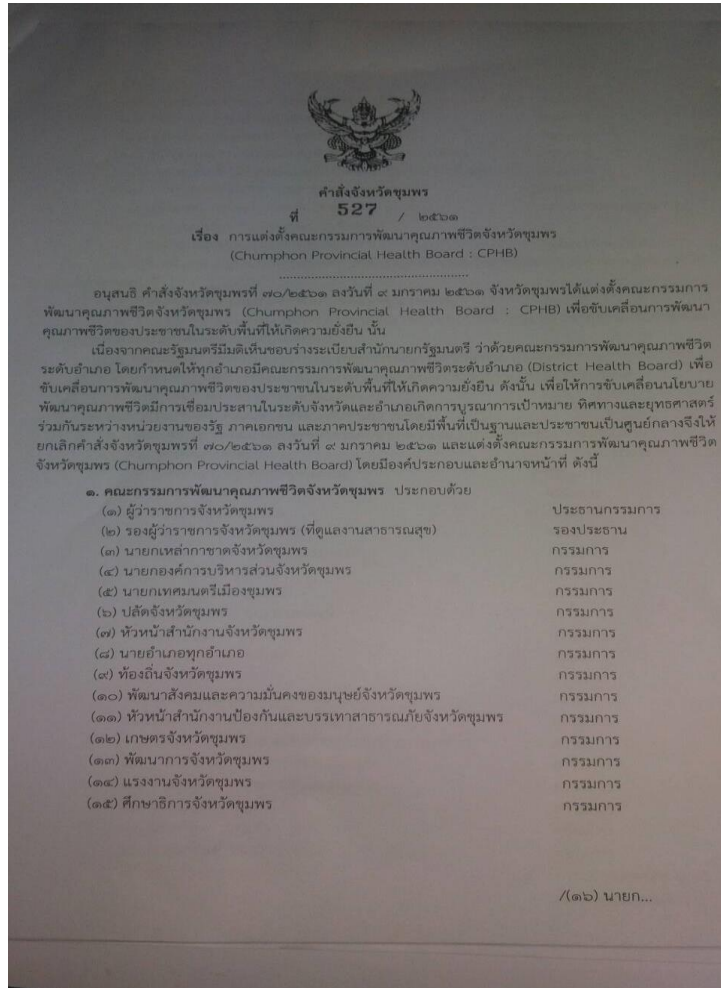 คำสั่งจังหวัดชุมพร
ที่ 527 / ๒๕๖๑
เรื่อง การแต่งตั้งคณะกรรมการพัฒนาคุณภาพชีวิตจังหวัดชุมพร
(Chumphon Provincial Health Board : CPHB)
อนุสนธิ คำสั่งจังหวัดชุมพรที่ ๗๐/๒๕๖๑ ลงวันที่ ๙ มกราคม ๒๕๖๑ จังหวัดชุมพรได้แต่งตั้งคณะกรรมการ
พัฒนาคุณภาพชีวิตจังหวัดชุมพร (Chumphon Provincial Health Board : CPHB) เพื่อขับเคลื่อนการพัฒนา
คุณภาพชีวิตของประชาชนในระดับพื้นที่ให้เกิดความยั่งยืน นั้น
เนื่องจากคณะรัฐมนตรีมีมติเห็นชอบร่างระเบียบสำนักนายกรัฐมนตรี ว่าด้วยคณะกรรมการพัฒนาคุณภาพชีวิต
ระดับอำเภอ โดยกำหนดให้ทุกอำเภอมีคณะกรรมการพัฒนาคุณภาพชีวิตระดับอำเภอ (District Health Board) เพื่อ
ขับเคลื่อนการพัฒนาคุณภาพชีวิตของประชาชนในระดับพื้นที่ให้เกิดความยั่งยืน ดังนั้น เพื่อให้การขับเคลื่อนนโยบาย
พัฒนาคุณภาพชีวิตมีการเชื่อมประสานในระดับจังหวัดและอำเภอเกิดการบูรณาการเป้าหมาย ทิศทางและยุทธศาสตร์
ร่วมกันระหว่างหน่วยงานของรัฐ ภาคเอกชน และภาคประชาชนโดยมีพื้นที่เป็นฐานและประชาชนเป็นศูนย์กลางจึงให้
ยกเลิกคำสั่งจังหวัดชุมพรที่ ๗๐/๒๕๖๑ ลงวันที่ ๙ มกราคม ๒๕๖๑ และแต่งตั้งคณะกรรมการพัฒนาคุณภาพชีวิต
จังหวัดชุมพร (Chumphon Provincial Health Board) โดยมีองค์ประกอบและอำนาจหน้าที่ ดังนี้
๑. คณะกรรมการพัฒนาคุณภาพชีวิตจังหวัดชุมพร ประกอบด้วย
(๑) ผู้ว่าราชการจังหวัดชุมพร ประธานกรรมการ
(๒) รองผู้ว่าราชการจังหวัดชุมพร (ที่ดูแลงานสาธารณสุข) รองประธาน
(๓) นายกเหล่ากาชาดจังหวัดชุมพร กรรมการ
(๔) นายกองค์การบริหารส่วนจังหวัดชุมพร กรรมการ
(๕) นายกเทศมนตรีเมืองชุมพร กรรมการ
(๖) ปลัดจังหวัดชุมพร กรรมการ
(๗) หัวหน้าสำนักงานจังหวัดชุมพร กรรมการ
(๘) นายอำเภอทุกอำเภอ กรรมการ
(๙) ท้องถิ่นจังหวัดชุมพร กรรมการ
(๑๐) พัฒนาสังคมและความมั่นคงของมนุษย์จังหวัดชุมพร กรรมการ
(๑๑) หัวหน้าสำนักงานป้องกันและบรรเทาสาธารณภัยจังหวัดชุมพร กรรมการ
(๑๒) เกษตรจังหวัดชุมพร กรรมการ
(๑๓) พัฒนาการจังหวัดชุมพร กรรมการ
(๑๔) แรงงานจังหวัดชุมพร กรรมการ
(๑๕) ศึกษาธิการจังหวัดชุมพร กรรมการ
/(๑๖) นายก...